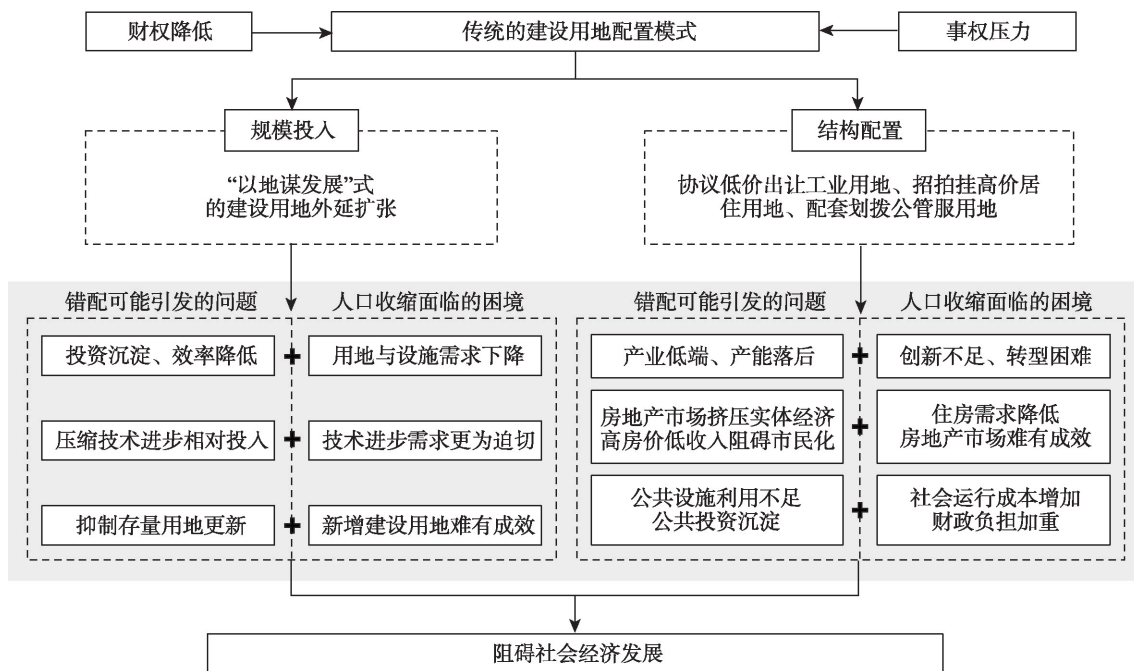 财权降低
传统的建设用地配置模式
事权压力
规模投入
结构配置
“以地谋发展”式
的建设用地外延扩张
协议低价出让工业用地、招拍挂高价居
住用地、配套划拨公管服用地
错配可能引发的问题
人口收缩面临的困境
错配可能引发的问题
人口收缩面临的困境
投资沉淀、效率降低
用地与设施需求下降
产业低端、产能落后
创新不足、转型困难
压缩技术进步相对投入
技术进步需求更为迫切
房地产市场挤压实体经济
高房价低收入阻碍市民化
住房需求降低
房地产市场难有成效
抑制存量用地更新
新增建设用地难有成效
公共设施利用不足
公共投资沉淀
社会运行成本增加
财政负担加重
阻碍社会经济发展